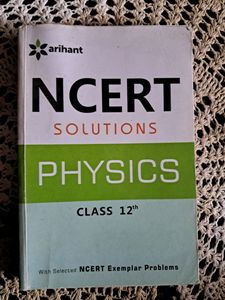 arihant
NCERT
SOLUTIONS
PHYSICS
CLASS 12th
With Selected NCERT Exemplar Problems